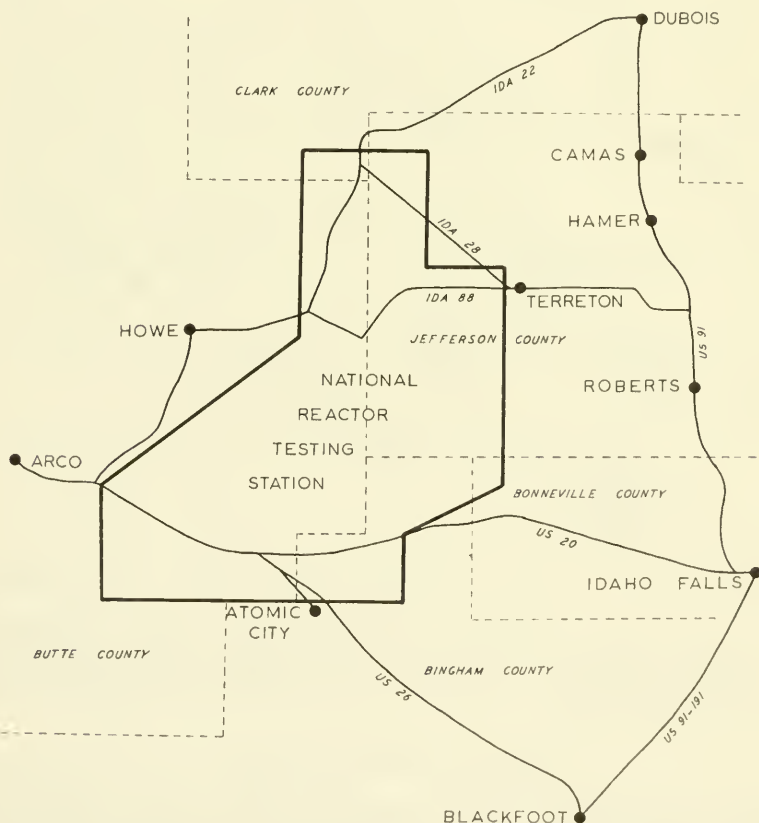 DUBOIS
IDA 22
CLARK COUNTY
CAMAS
HAMER
IDA 28
IDA 88
TERRETON
HOWE
JEFFERSON COUNTY
US 91
NATIONAL
REACTOR
TESTING
STATION
ROBERTS
ARCO
BONNEVILLE COUNTY
US 20
IDAHO FALLS
ATOMIC
CITY
BUTTE COUNTY
BINGHAM COUNTY
US 26
US 91-191
BLACKFOOT